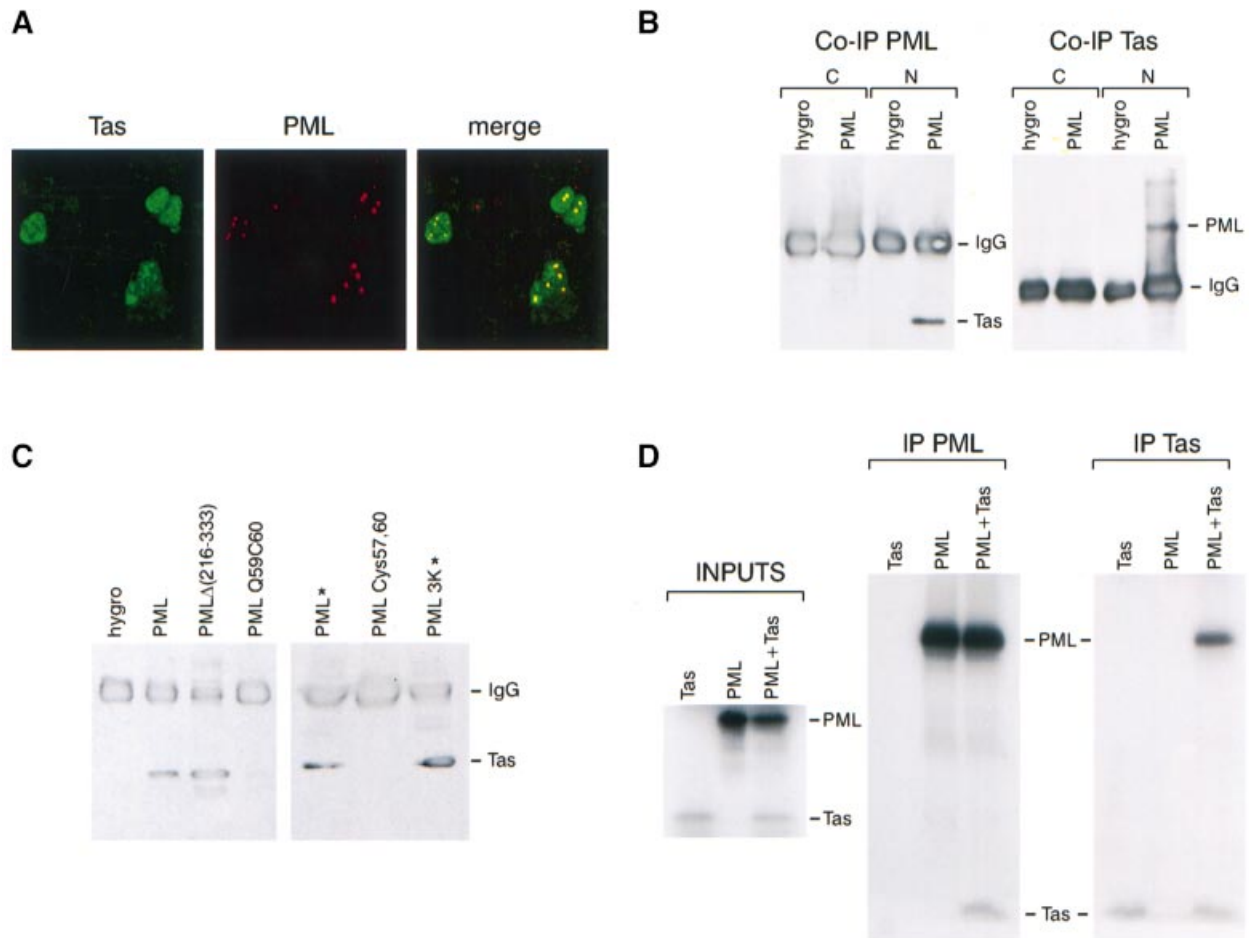 A
Tas PML merge
B
Co-IP PML Co-IP Tas
C N C N
hygro PML hygro PML hygro PML hygro PML
IgG
Tas
PML
IgG
C
hygro PML PMLΔ(216-333) PML Q59C60 PML* PML Cys57,60 PML 3K*
IgG
Tas
D
INPUTS
Tas PML PML+Tas
PML
Tas
IP PML IP Tas
Tas PML PML+Tas Tas PML PML+Tas
PML
Tas